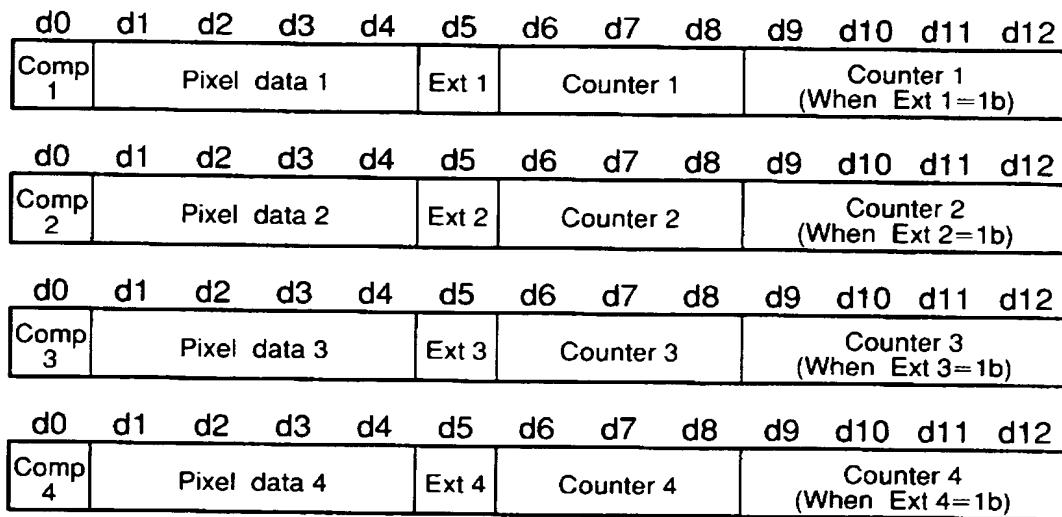 d0 d1 d2 d3 d4 d5 d6 d7 d8 d9 d10 d11 d12
Comp 1 Pixel data 1 Ext 1 Counter 1 Counter 1
(When Ext 1=1b)
d0 d1 d2 d3 d4 d5 d6 d7 d8 d9 d10 d11 d12
Comp 2 Pixel data 2 Ext 2 Counter 2 Counter 2
(When Ext 2=1b)
d0 d1 d2 d3 d4 d5 d6 d7 d8 d9 d10 d11 d12
Comp 3 Pixel data 3 Ext 3 Counter 3 Counter 3
(When Ext 3=1b)
d0 d1 d2 d3 d4 d5 d6 d7 d8 d9 d10 d11 d12
Comp 4 Pixel data 4 Ext 4 Counter 4 Counter 4
(When Ext 4=1b)